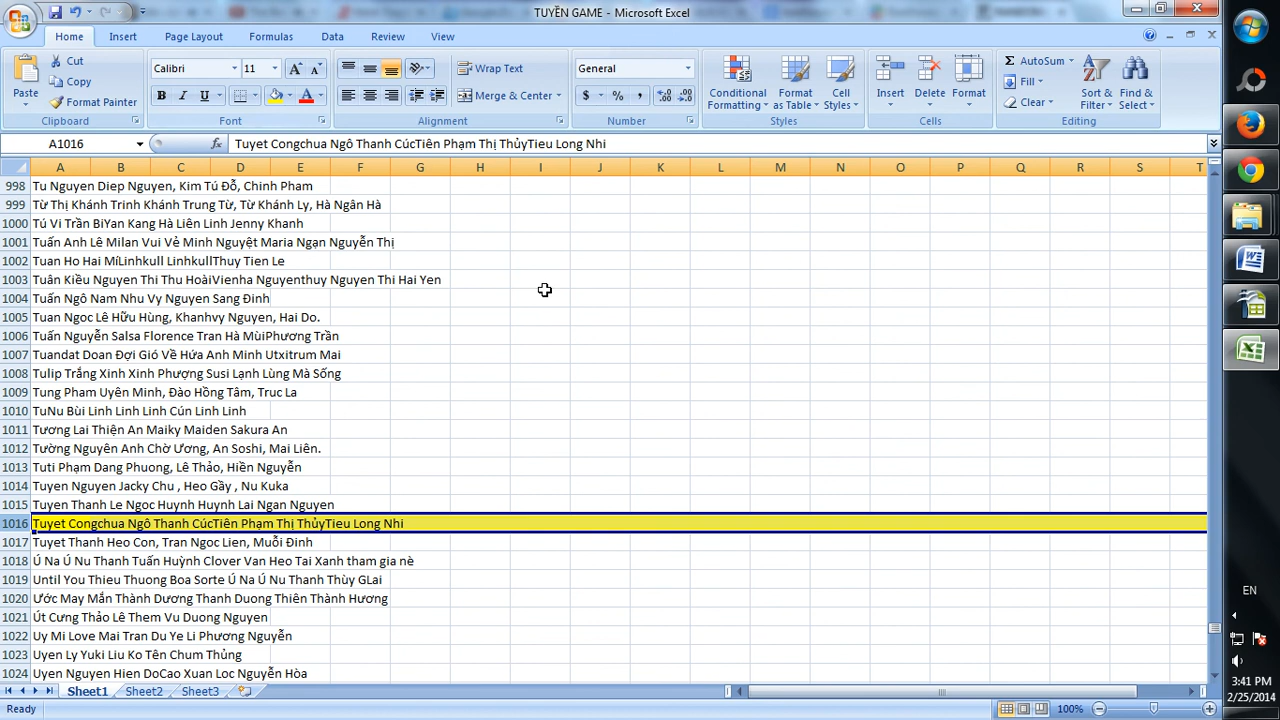 TUYỀN GAME - Microsoft Excel
Home Insert Page Layout Formulas Data Review View
Paste Cut Copy Format Painter Clipboard
Calibri 11 B I U A A A Font
Wrap Text Merge & Center Alignment
General $ % , Number
Conditional Formatting Format as Table Cell Styles Styles
Insert Delete Format Cells
AutoSum Fill Clear Sort & Filter Find & Select Editing
A1016 fx Tuyet Congchua Ngô Thanh CúcTiên Phạm Thị ThủyTieu Long Nhi
A B C D E F G H I J K L M N O P Q R S T
998 Tu Nguyen Diep Nguyen, Kim Tú Đỗ, Chinh Pham
999 Từ Thị Khánh Trinh Khánh Trung Từ, Từ Khánh Ly, Hà Ngân Hà
1000 Tú Vi Trần BiYan Kang Hà Liên Linh Jenny Khanh
1001 Tuấn Anh Lê Milan Vui Vẻ Minh Nguyệt Maria Ngạn Nguyễn Thị
1002 Tuan Ho Hai MíLinhkull LinhkullThuy Tien Le
1003 Tuân Kiều Nguyen Thi Thu HoàiVienha Nguyenthuy Nguyen Thi Hai Yen
1004 Tuấn Ngô Nam Nhu Vy Nguyen Sang Đinh
1005 Tuan Ngoc Lê Hữu Hùng, Khanhvy Nguyen, Hai Do.
1006 Tuấn Nguyễn Salsa Florence Tran Hà MùiPhương Trần
1007 Tuandat Doan Đợi Gió Về Hứa Anh Minh Utxitrum Mai
1008 Tulip Trắng Xinh Xinh Phượng Susi Lạnh Lùng Mà Sống
1009 Tung Pham Uyên Minh, Đào Hồng Tâm, Truc La
1010 TuNu Bùi Linh Linh Linh Cún Linh Linh
1011 Tương Lai Thiện An Maiky Maiden Sakura An
1012 Tường Nguyên Anh Chờ Ương, An Soshi, Mai Liên.
1013 Tuti Phạm Dang Phuong, Lê Thảo, Hiền Nguyễn
1014 Tuyen Nguyen Jacky Chu , Heo Gầy , Nu Kuka
1015 Tuyen Thanh Le Ngoc Huynh Huynh Lai Ngan Nguyen
1016 Tuyet Congchua Ngô Thanh CúcTiên Phạm Thị ThủyTieu Long Nhi
1017 Tuyet Thanh Heo Con, Tran Ngoc Lien, Muỗi Đinh
1018 Ú Na Ú Nu Thanh Tuấn Huỳnh Clover Van Heo Tai Xanh tham gia nè
1019 Until You Thieu Thuong Boa Sorte Ú Na Ú Nu Thanh Thùy GLai
1020 Ước May Mắn Thành Dương Thanh Duong Thiên Thành Hương
1021 Út Cưng Thảo Lê Them Vu Duong Nguyen
1022 Uy Mi Love Mai Tran Du Ye Li Phương Nguyễn
1023 Uyen Ly Yuki Liu Ko Tên Chum Thủng
1024 Uyen Nguyen Hien DoCao Xuan Loc Nguyễn Hòa
Sheet1 Sheet2 Sheet3
Ready 100%
EN
3:41 PM
2/25/2014